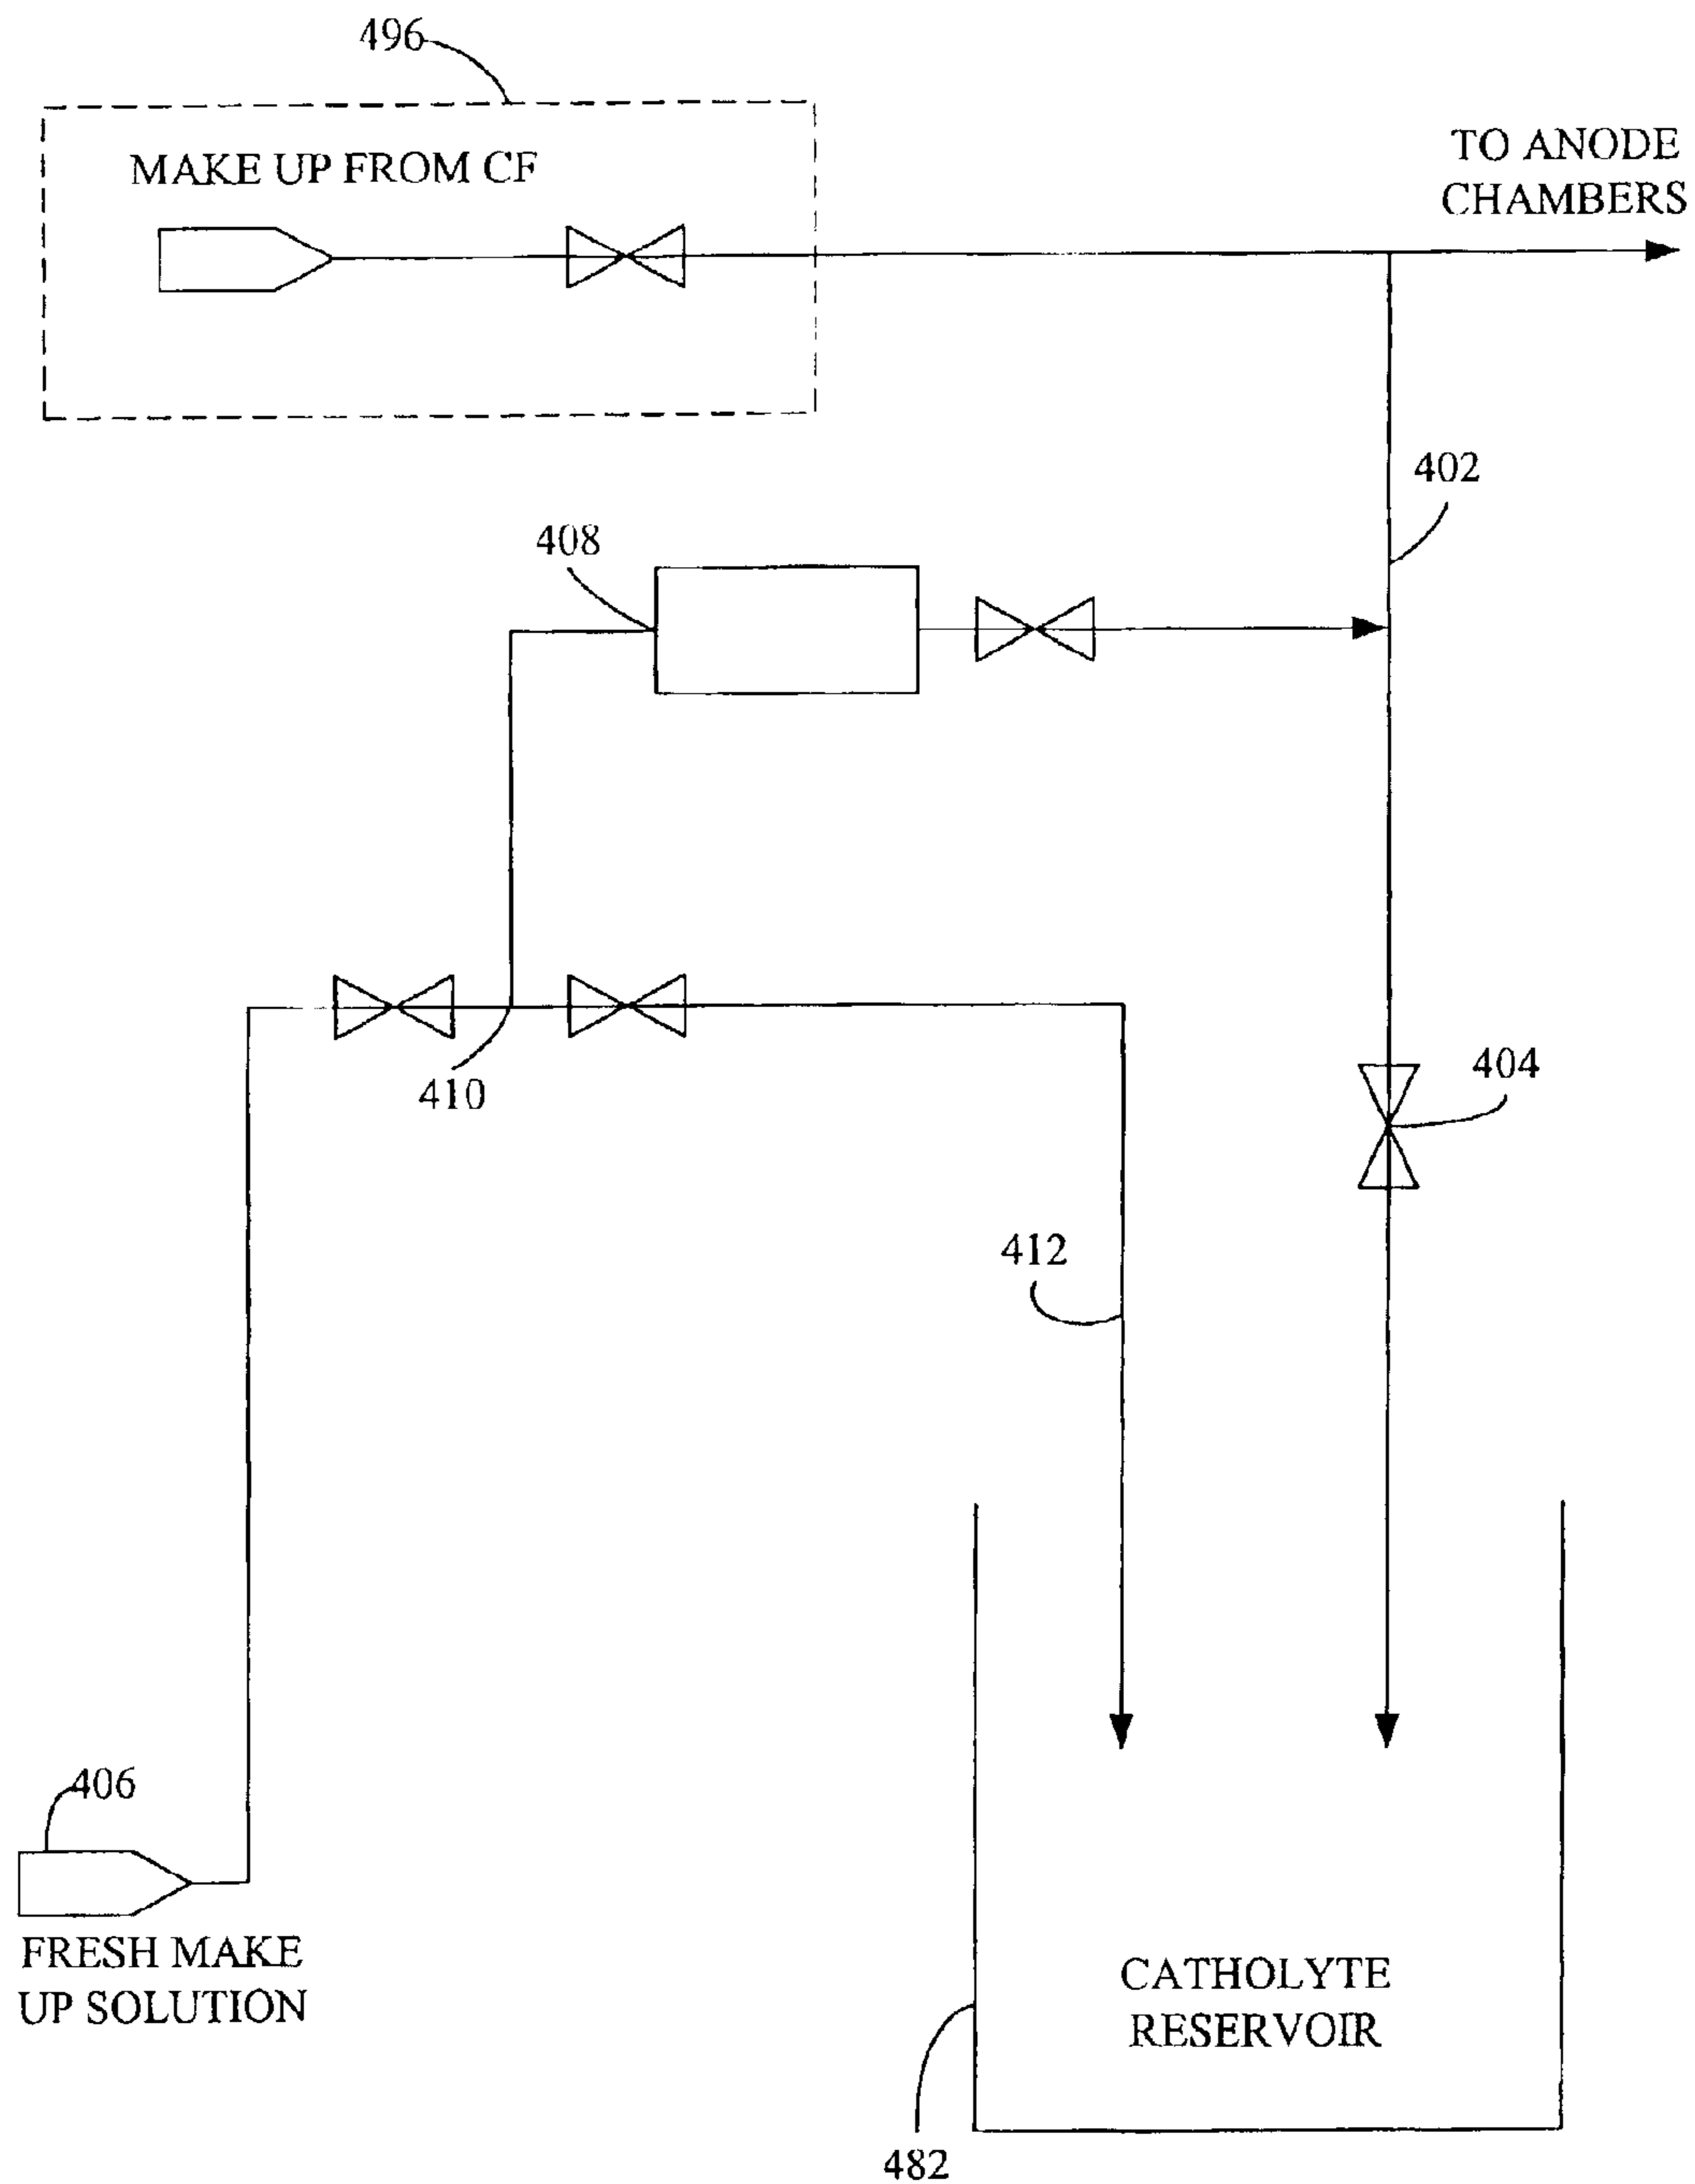 496
MAKE UP FROM CF
TO ANODE
CHAMBERS
402
408
410
404
412
406
FRESH MAKE
UP SOLUTION
CATHOLYTE
RESERVOIR
482